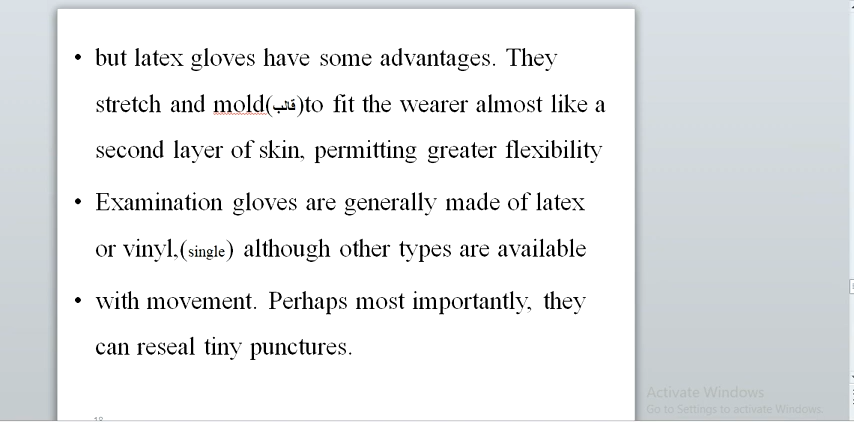 • but latex gloves have some advantages. They
stretch and mold(قالب)to fit the wearer almost like a
second layer of skin, permitting greater flexibility
• Examination gloves are generally made of latex
or vinyl,(single) although other types are available
• with movement. Perhaps most importantly, they
can reseal tiny punctures.
Activate Windows
Go to Settings to activate Windows.